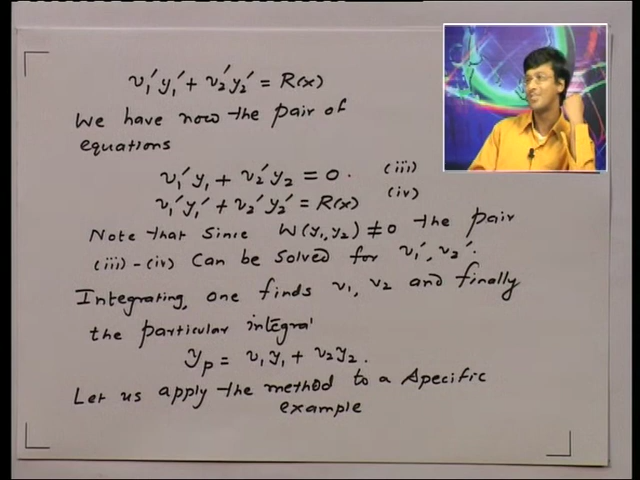 v₁′y₁′ + v₂′y₂′ = R(x)
We have now the pair of
equations
v₁′y₁ + v₂′y₂ = 0. (iii)
v₁′y₁′ + v₂′y₂′ = R(x) (iv)
Note that since W(y₁,y₂) ≠ 0 the pair
(iii)-(iv) Can be solved for v₁′, v₂′.
Integrating, one finds v₁, v₂ and finally
the particular integral
yₚ = v₁y₁ + v₂y₂.
Let us apply the method to a specific
example